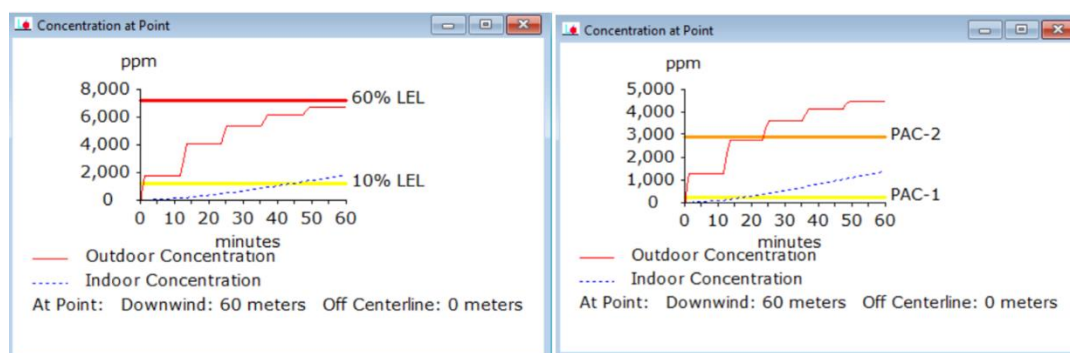 Concentration at Point
ppm
8,000
6,000
4,000
2,000
0
60% LEL
10% LEL
0 10 20 30 40 50 60
minutes
Outdoor Concentration
Indoor Concentration
At Point: Downwind: 60 meters Off Centerline: 0 meters
Concentration at Point
ppm
5,000
4,000
3,000
2,000
1,000
0
PAC-2
PAC-1
0 10 20 30 40 50 60
minutes
Outdoor Concentration
Indoor Concentration
At Point: Downwind: 60 meters Off Centerline: 0 meters